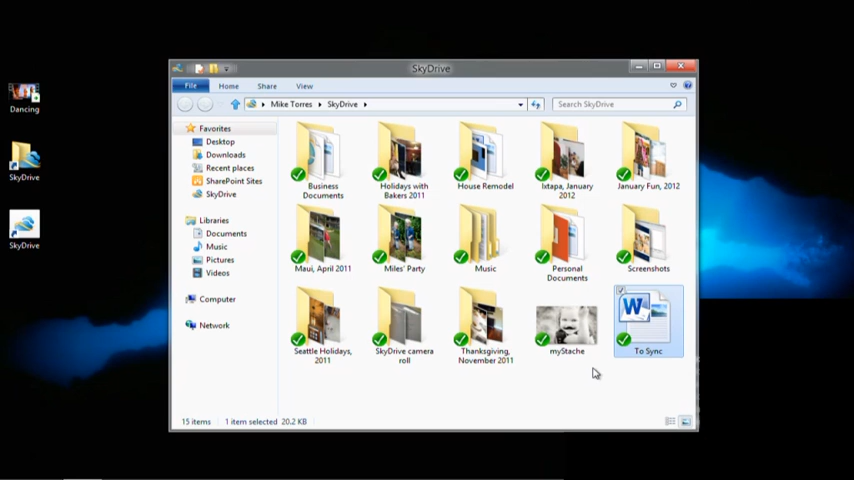 SkyDrive
File Home Share View
Mike Torres SkyDrive
Search SkyDrive
Dancing
SkyDrive
SkyDrive
Favorites
Desktop
Downloads
Recent places
SharePoint Sites
SkyDrive
Libraries
Documents
Music
Pictures
Videos
Computer
Network
Business
Documents
Holidays with
Bakers 2011
House Remodel
Ixtapa, January
2012
January Fun, 2012
Maui, April 2011
Miles' Party
Music
Personal
Documents
Screenshots
Seattle Holidays,
2011
SkyDrive camera
roll
Thanksgiving,
November 2011
myStache
W
To Sync
15 items 1 item selected 20.2 KB